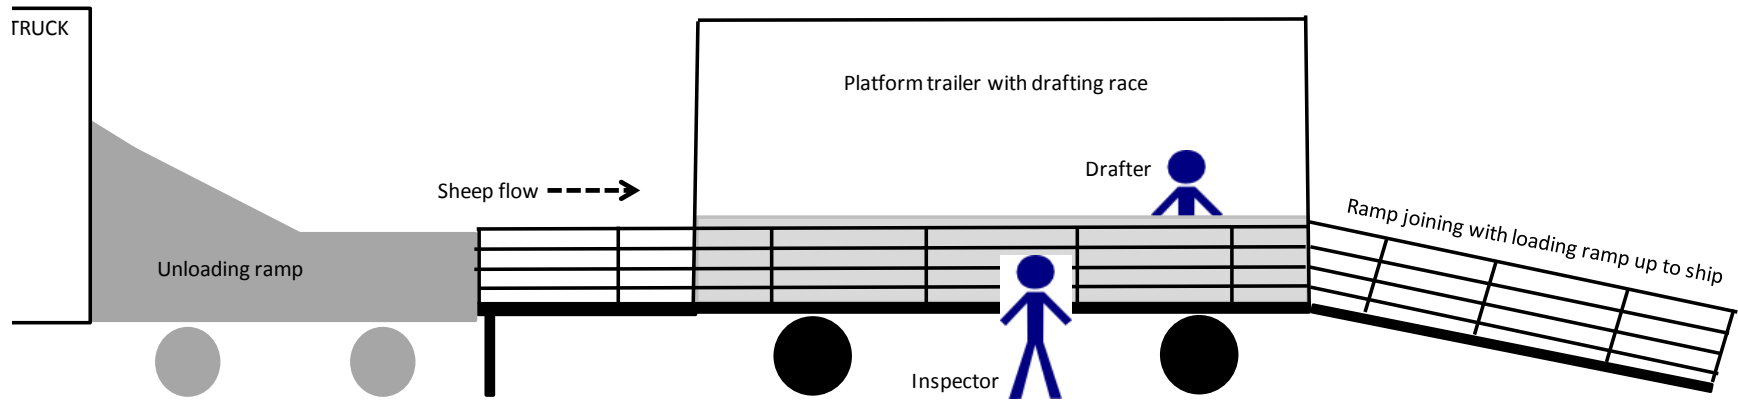 TRUCK
Platform trailer with drafting race
Drafter
Sheep flow
Ramp joining with loading ramp up to ship
Unloading ramp
Inspector